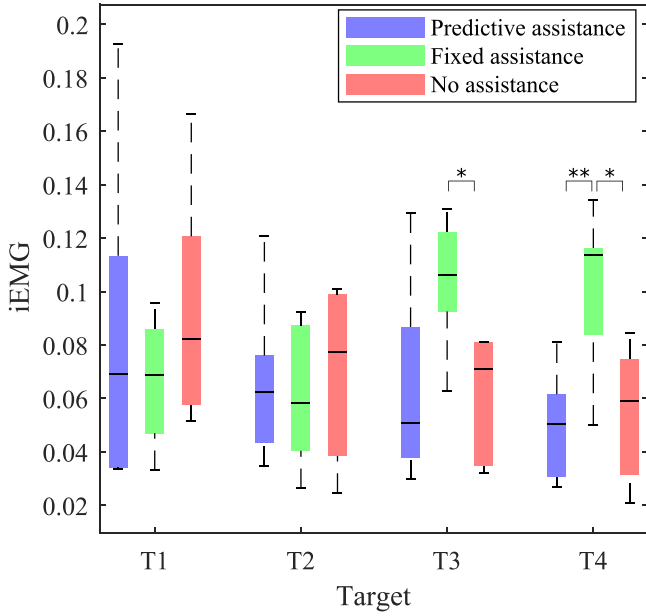 0.2
0.18
0.16
0.14
0.12
0.1
0.08
0.06
0.04
0.02
iEMG
Predictive assistance
Fixed assistance
No assistance
*
** *
T1 T2 T3 T4
Target